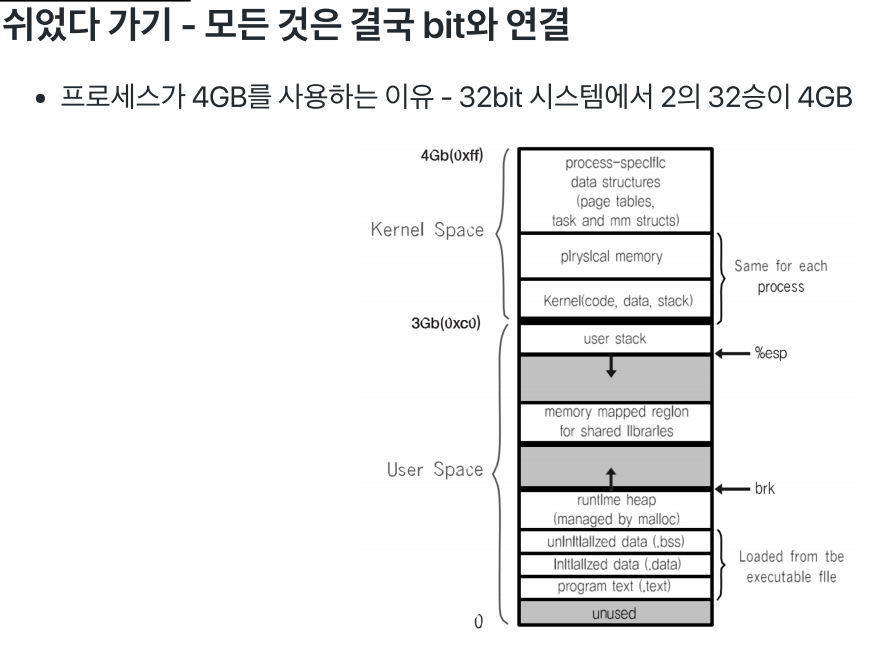 쉬었다 가기 - 모든 것은 결국 bit와 연결
• 프로세스가 4GB를 사용하는 이유 - 32bit 시스템에서 2의 32승이 4GB
4Gb(0xff)
process-specific
data structures
(page tables,
task and mm structs)
Kernel Space
plryslcal memory
Same for each
process
Kernel(code, data, stack)
3Gb(0xc0)
user stack
%esp
memory mapped region
for shared libraries
User Space
brk
runtime heap
(managed by malloc)
uninitialized data (.bss)
Initialized data (.data)
program text (.text)
Loaded from tbe
executable file
unused
0